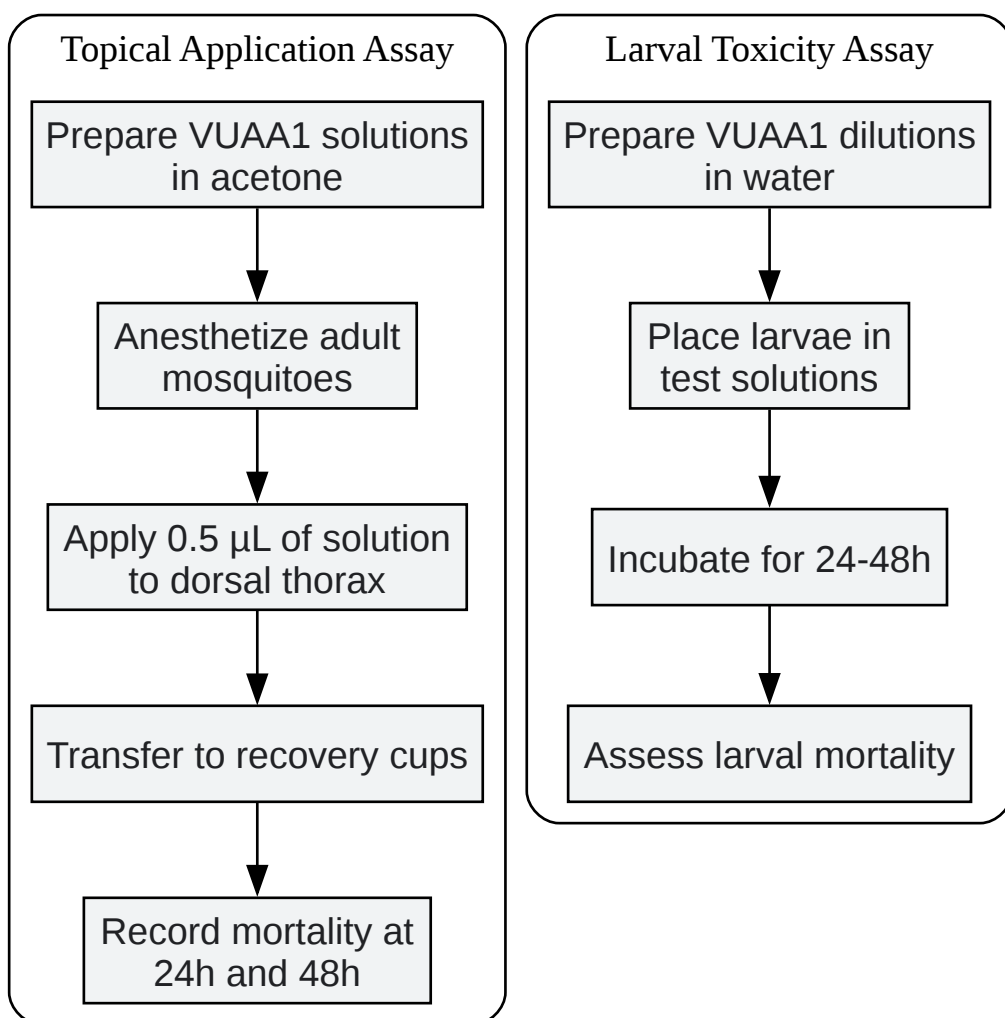 Topical Application Assay
Prepare VUAA1 solutions
in acetone
Anesthetize adult
mosquitoes
Apply 0.5 µL of solution
to dorsal thorax
Transfer to recovery cups
Record mortality at
24h and 48h
Larval Toxicity Assay
Prepare VUAA1 dilutions
in water
Place larvae in
test solutions
Incubate for 24-48h
Assess larval mortality